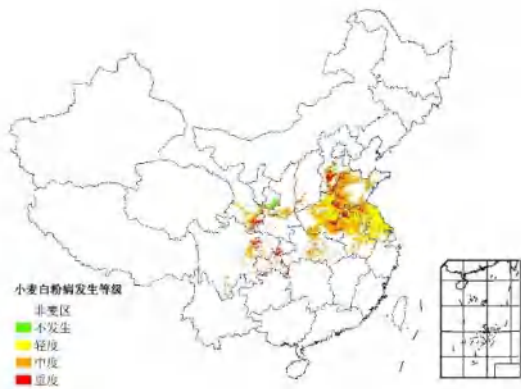 小麦白粉病发生等级
非麦区
不发生
轻度
中度
重度